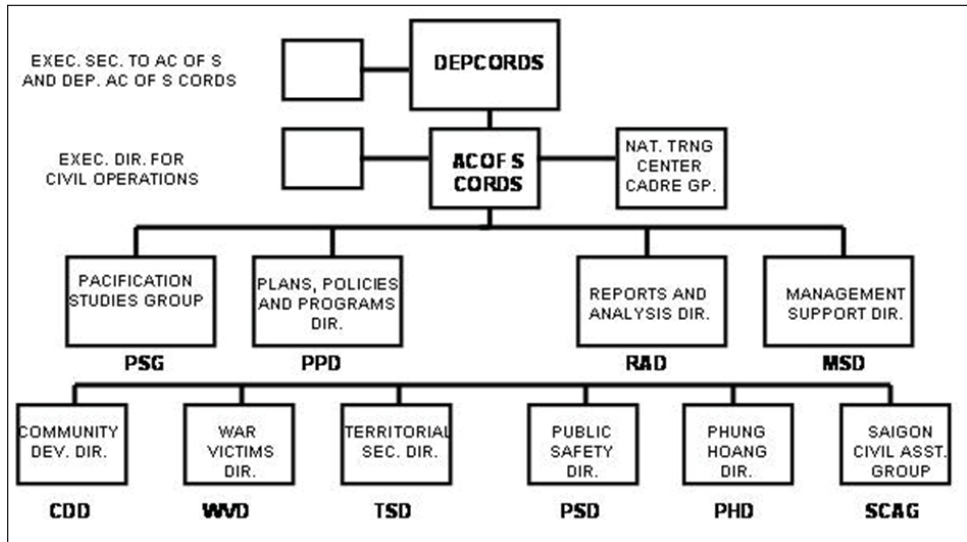 EXEC. SEC. TO AC OF S
AND DEP. AC OF S CORDS
DEPCORDS
EXEC. DIR. FOR
CIVIL OPERATIONS
ACOF S
CORDS
NAT. TRNG
CENTER
CADRE GP.
PACIFICATION
STUDIES GROUP
PSG
PLANS, POLICIES
AND PROGRAMS
DIR.
PPD
REPORTS AND
ANALYSIS DIR.
RAD
MANAGEMENT
SUPPORT DIR.
MSD
COMMUNITY
DEV. DIR.
CDD
WAR
VICTIMS
DIR.
WVD
TERRITORIAL
SEC. DIR.
TSD
PUBLIC
SAFETY
DIR.
PSD
PHUNG
HOANG
DIR.
PHD
SAIGON
CIVIL ASST.
GROUP
SCAG